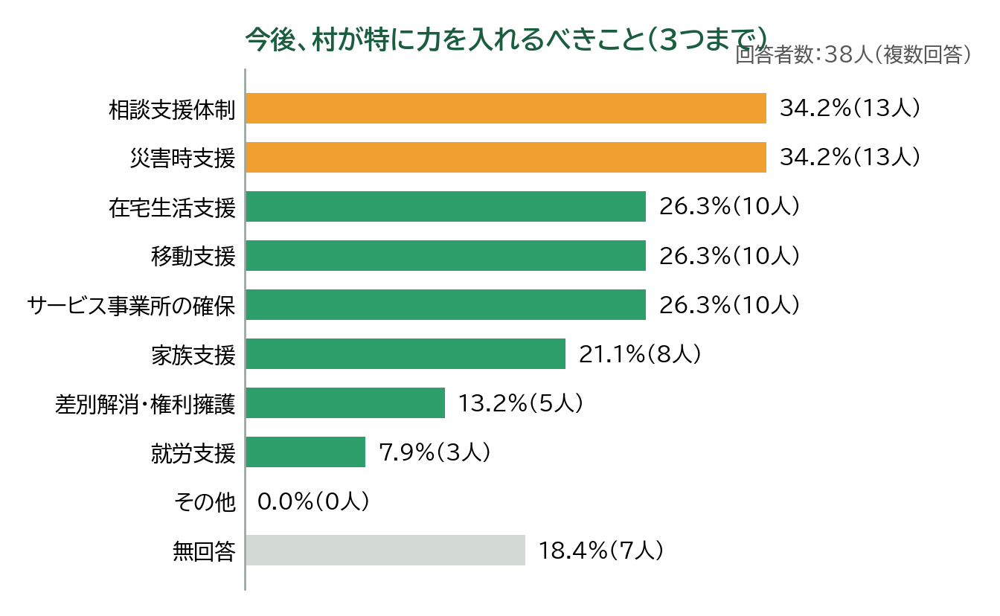 今後、村が特に力を入れるべきこと（3つまで）
回答者数：38人（複数回答）
相談支援体制 34.2%（13人）
災害時支援 34.2%（13人）
在宅生活支援 26.3%（10人）
移動支援 26.3%（10人）
サービス事業所の確保 26.3%（10人）
家族支援 21.1%（8人）
差別解消・権利擁護 13.2%（5人）
就労支援 7.9%（3人）
その他 0.0%（0人）
無回答 18.4%（7人）